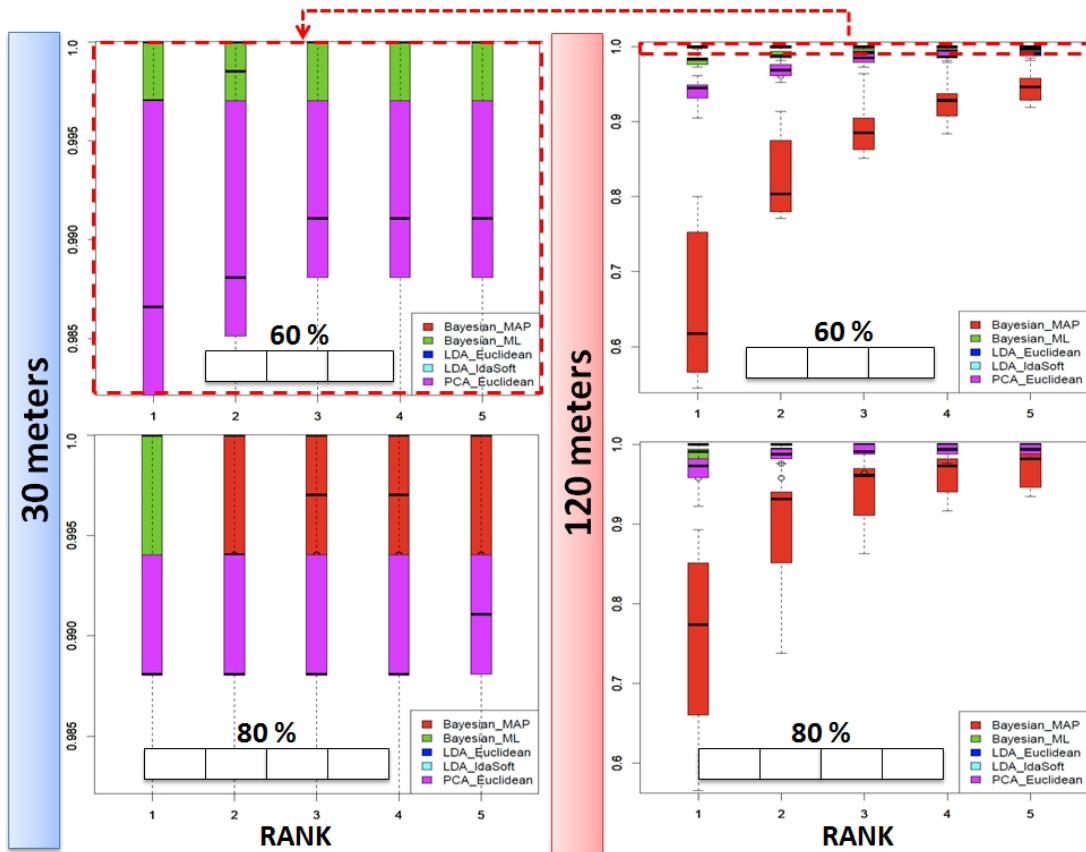 30 meters
1.0
0.995
0.990
0.985
60 %
Bayesian_MAP
Bayesian_ML
LDA_Euclidean
LDA_ldaSoft
PCA_Euclidean
1 2 3 4 5
1.0
0.995
0.990
0.985
80 %
Bayesian_MAP
Bayesian_ML
LDA_Euclidean
LDA_ldaSoft
PCA_Euclidean
1 2 3 4 5
RANK
120 meters
1.0
0.9
0.8
0.7
0.6
60 %
Bayesian_MAP
Bayesian_ML
LDA_Euclidean
LDA_ldaSoft
PCA_Euclidean
1 2 3 4 5
1.0
0.9
0.8
0.7
0.6
80 %
Bayesian_MAP
Bayesian_ML
LDA_Euclidean
LDA_ldaSoft
PCA_Euclidean
1 2 3 4 5
RANK